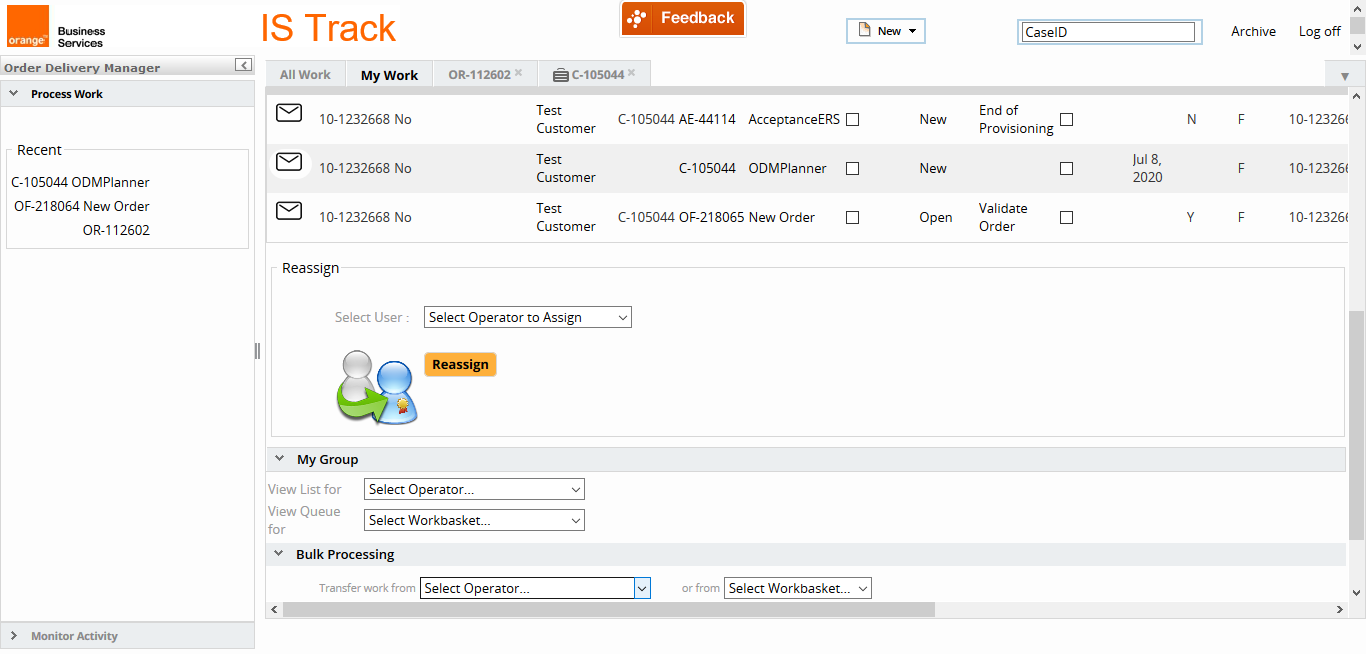 orange™
Business
Services
IS Track
Feedback
New
CaseID
Archive
Log off
Order Delivery Manager
Process Work
Recent
C-105044 ODMPlanner
OF-218064 New Order
OR-112602
Monitor Activity
All Work
My Work
OR-112602
C-105044
10-1232668 No
Test
Customer
C-105044 AE-44114
AcceptanceERS
New
End of
Provisioning
N
F
10-123266
10-1232668 No
Test
Customer
C-105044
ODMPlanner
New
Jul 8,
2020
F
10-123266
10-1232668 No
Test
Customer
C-105044 OF-218065 New Order
Open
Validate
Order
Y
F
10-123266
Reassign
Select User :
Select Operator to Assign
Reassign
My Group
View List for
Select Operator...
View Queue
for
Select Workbasket...
Bulk Processing
Transfer work from
Select Operator...
or from
Select Workbasket...